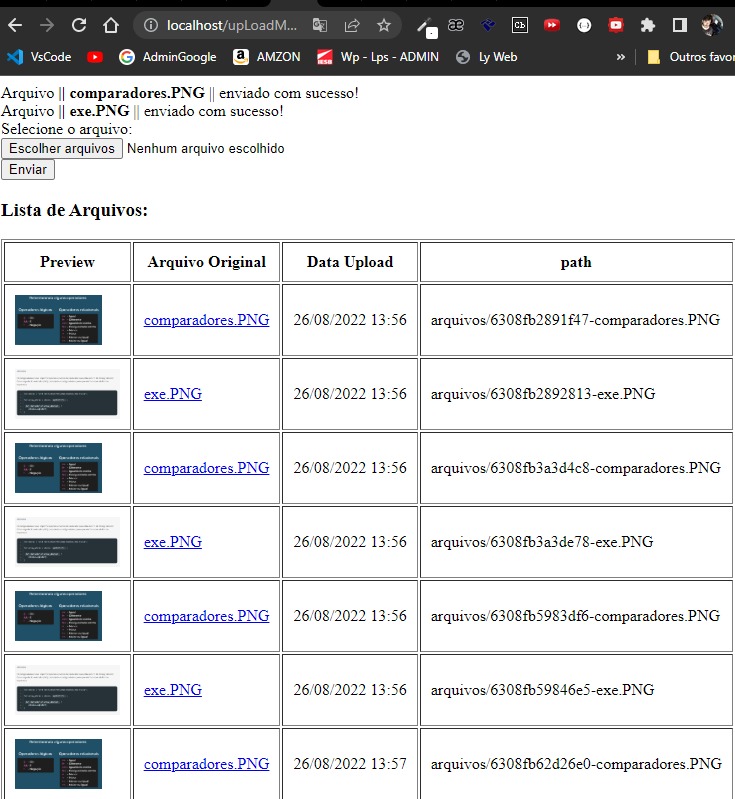 localhost/upLoadM...
VsCode AdminGoogle AMZON Wp - Lps - ADMIN Ly Web » Outros favor
Arquivo || comparadores.PNG || enviado com sucesso!
Arquivo || exe.PNG || enviado com sucesso!
Selecione o arquivo:
Escolher arquivos Nenhum arquivo escolhido
Enviar
Lista de Arquivos:
Preview Arquivo Original Data Upload path
comparadores.PNG 26/08/2022 13:56 arquivos/6308fb2891f47-comparadores.PNG
exe.PNG 26/08/2022 13:56 arquivos/6308fb2892813-exe.PNG
comparadores.PNG 26/08/2022 13:56 arquivos/6308fb3a3d4c8-comparadores.PNG
exe.PNG 26/08/2022 13:56 arquivos/6308fb3a3de78-exe.PNG
comparadores.PNG 26/08/2022 13:56 arquivos/6308fb5983df6-comparadores.PNG
exe.PNG 26/08/2022 13:56 arquivos/6308fb59846e5-exe.PNG
comparadores.PNG 26/08/2022 13:57 arquivos/6308fb62d26e0-comparadores.PNG